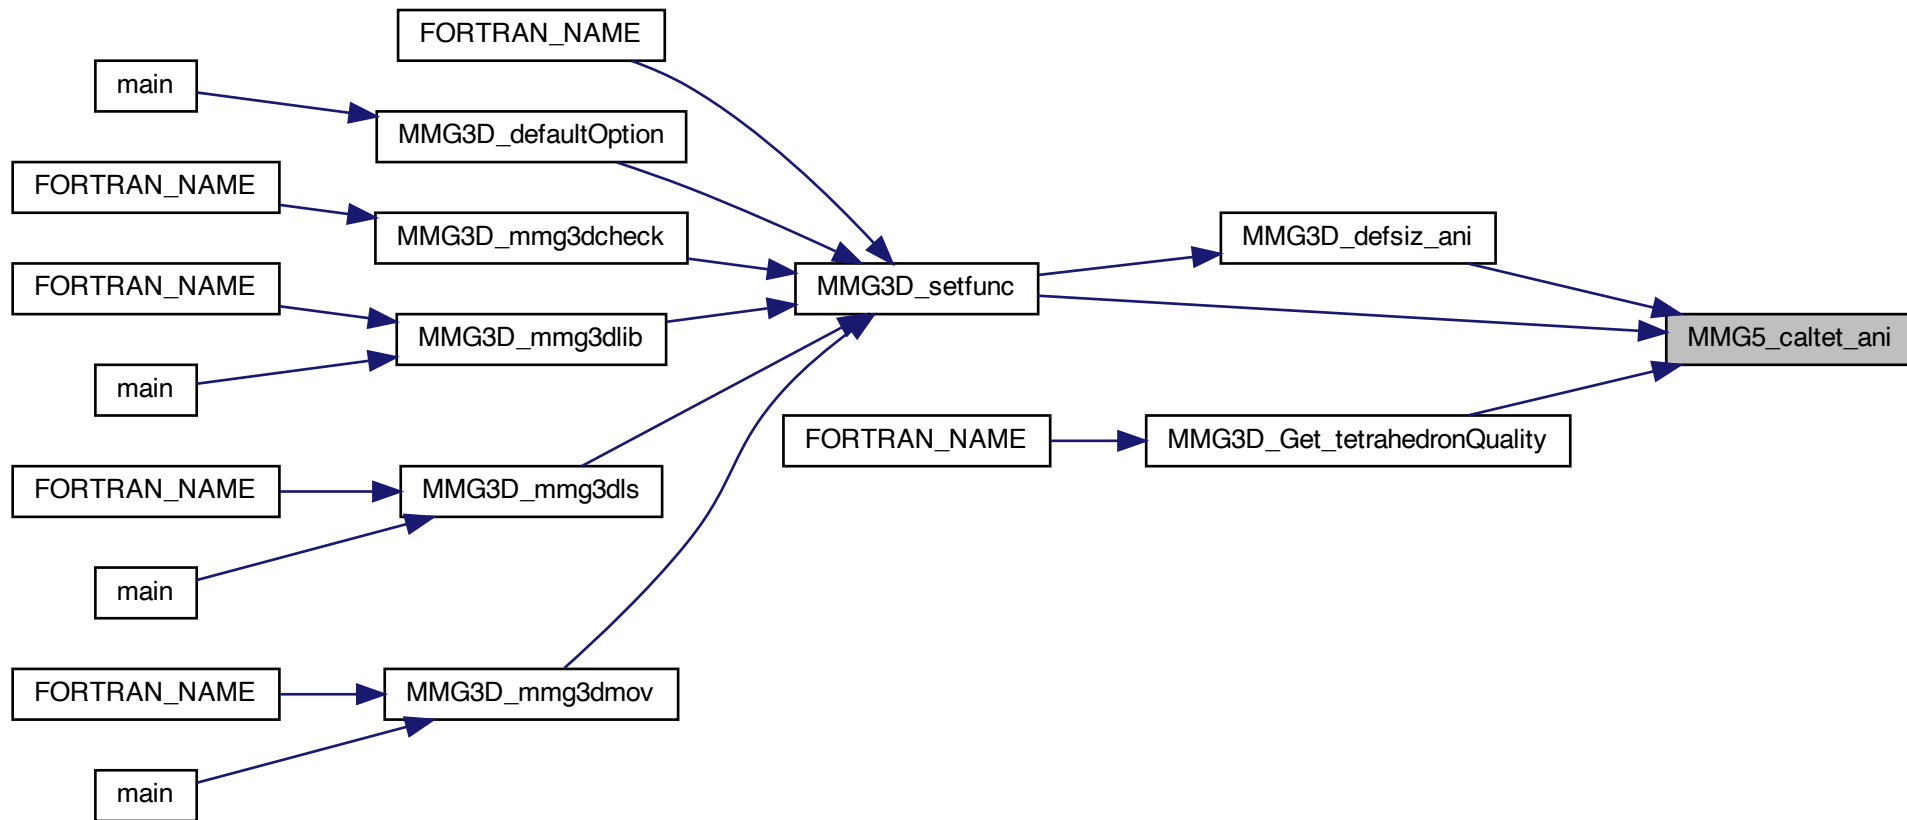 FORTRAN_NAME
main
MMG3D_defaultOption
FORTRAN_NAME
MMG3D_mmg3dcheck
MMG3D_defsiz_ani
FORTRAN_NAME
MMG3D_setfunc
MMG3D_mmg3dlib
MMG5_caltet_ani
main
FORTRAN_NAME
MMG3D_Get_tetrahedronQuality
FORTRAN_NAME
MMG3D_mmg3dls
main
FORTRAN_NAME
MMG3D_mmg3dmov
main